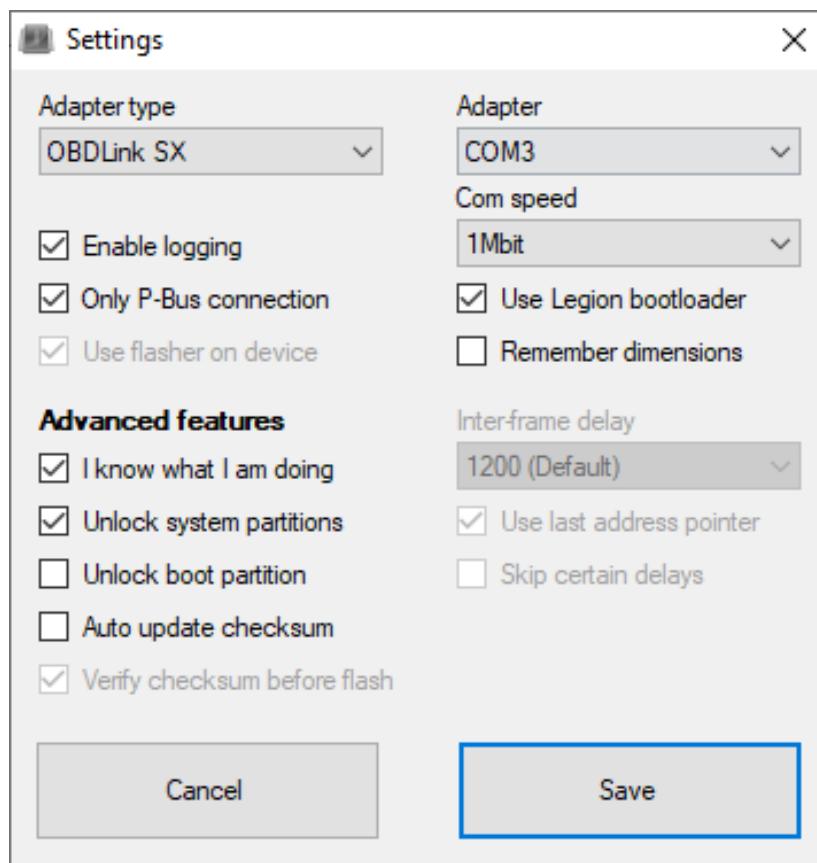 Settings
Adapter type
OBDLink SX
Adapter
COM3
Com speed
1Mbit
Enable logging
Only P-Bus connection
Use flasher on device
Use Legion bootloader
Remember dimensions
Advanced features
I know what I am doing
Unlock system partitions
Unlock boot partition
Auto update checksum
Verify checksum before flash
Inter-frame delay
1200 (Default)
Use last address pointer
Skip certain delays
Cancel
Save